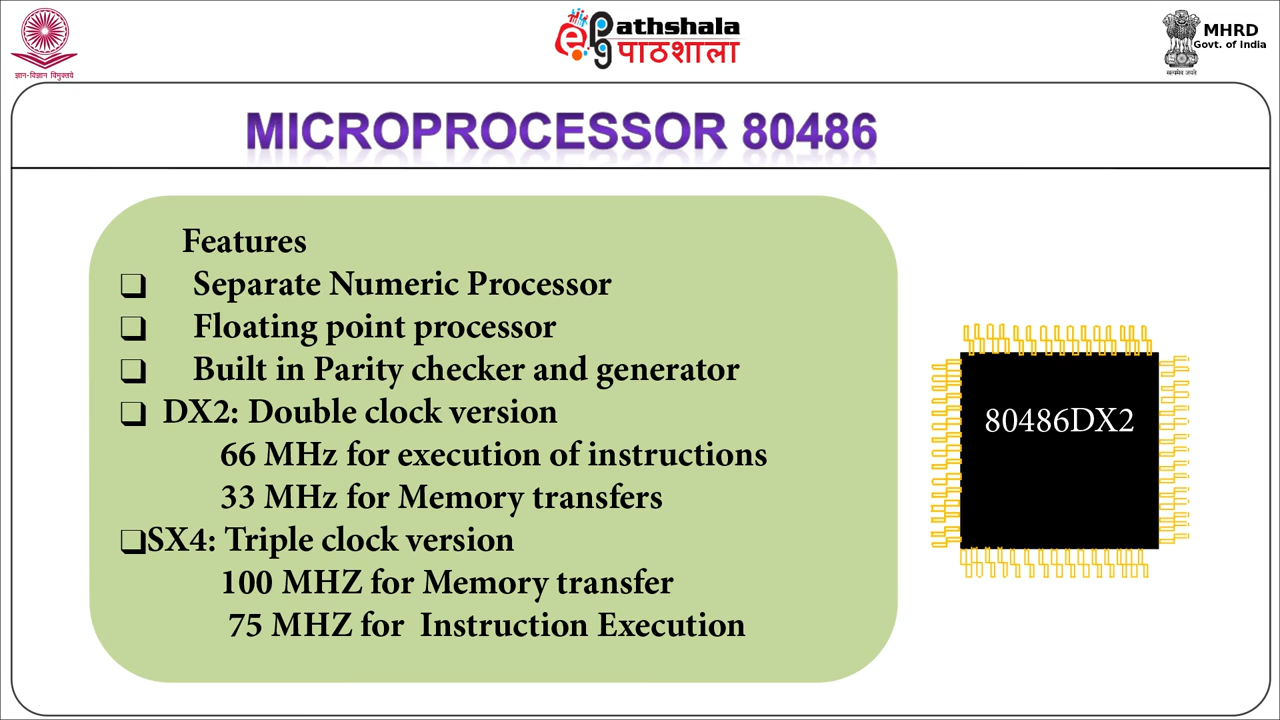 ज्ञान-विज्ञान विमुक्तये
ePathshala
पाठशाला
MHRD
Govt. of India
सत्यमेव जयते
MICROPROCESSOR 80486
Features
❑ Separate Numeric Processor
❑ Floating point processor
❑ Built in Parity checker and generator
❑ DX2: Double clock version
66 MHz for execution of instructions
33 MHz for Memory transfers
❑SX4: Triple clock version
100 MHZ for Memory transfer
75 MHZ for Instruction Execution
80486DX2